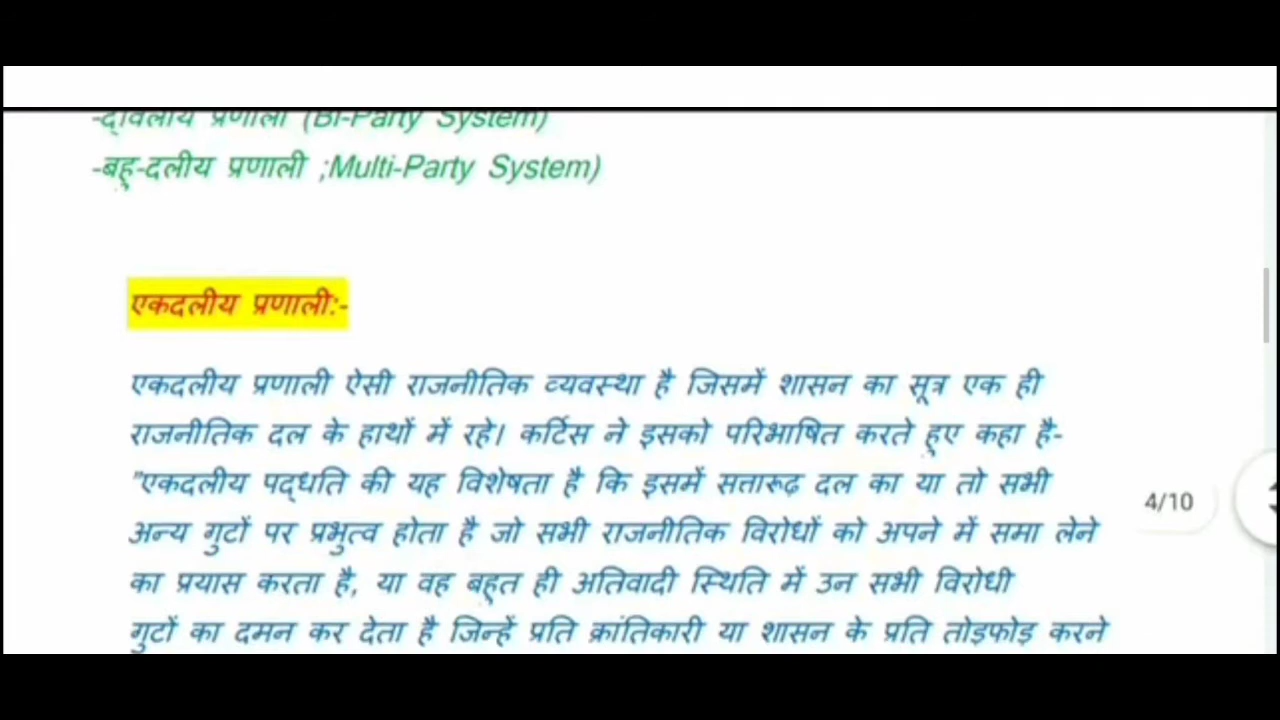 -द्विदलीय प्रणाली (Bi-Party System)
-बहु-दलीय प्रणाली ;Multi-Party System)
एकदलीय प्रणाली:-
एकदलीय प्रणाली ऐसी राजनीतिक व्यवस्था है जिसमें शासन का सूत्र एक ही
राजनीतिक दल के हाथों में रहे। कर्टिस ने इसको परिभाषित करते हुए कहा है-
"एकदलीय पद्धति की यह विशेषता है कि इसमें सत्तारूढ़ दल का या तो सभी
अन्य गुटों पर प्रभुत्व होता है जो सभी राजनीतिक विरोधों को अपने में समा लेने
का प्रयास करता है, या वह बहुत ही अतिवादी स्थिति में उन सभी विरोधी
गुटों का दमन कर देता है जिन्हें प्रति क्रांतिकारी या शासन के प्रति तोड़फोड़ करने
4/10